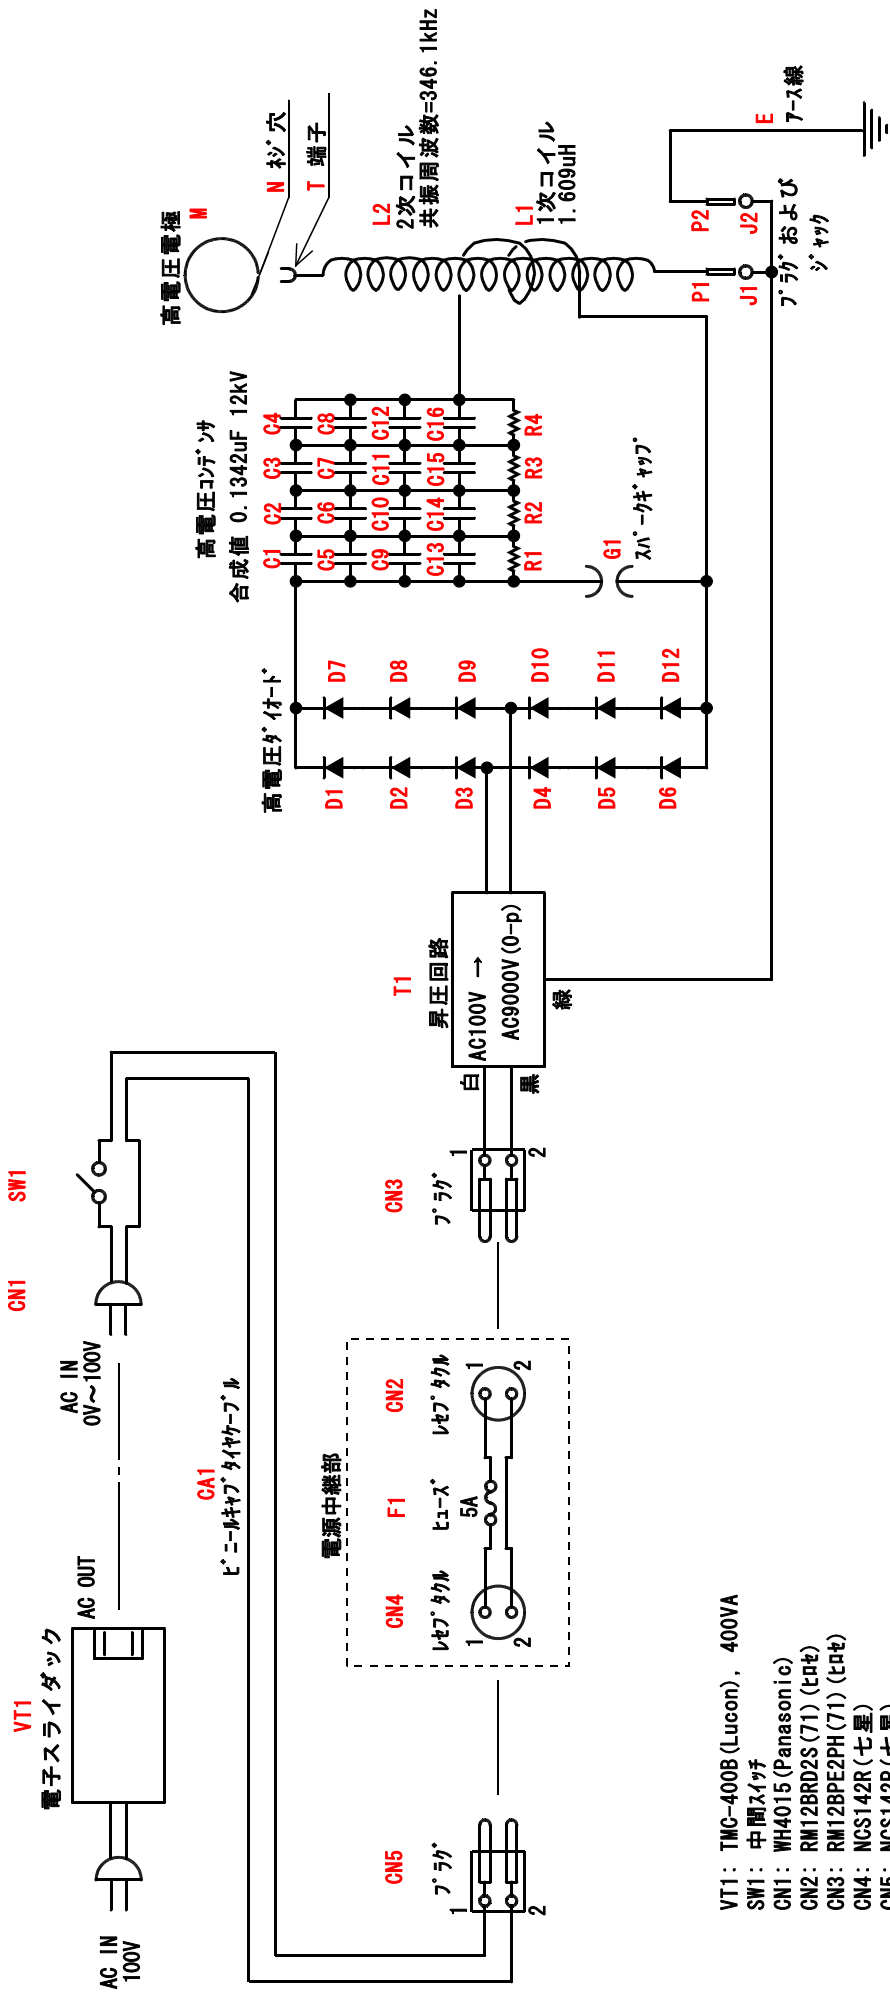 VT1
電子スライダック
AC IN
100V
AC OUT
AC IN
0V～100V
CN1
SW1
CA1
ビニールキャブタイヤケーブル
CN5
プラグ
1
2
電源中継部
CN4
レセプタクル
1
2
F1
ヒューズ
5A
CN2
レセプタクル
1
2
CN3
プラグ
1
2
白
黒
T1
昇圧回路
AC100V →
AC9000V(0-p)
緑
高電圧ダイオード
D1
D2
D3
D4
D5
D6
D7
D8
D9
D10
D11
D12
高電圧コンデンサ
合成値 0.1342uF 12kV
C1
C2
C3
C4
C5
C6
C7
C8
C9
C10
C11
C12
C13
C14
C15
C16
R1
R2
R3
R4
G1
スパークギャップ
高電圧電極
M
N ネジ穴
T 端子
L2
2次コイル
共振周波数=346.1kHz
L1
1次コイル
1.609uH
P1
J1
P2
J2
プラグおよび
ジャック
E
アース線
VT1: TMC-400B(Lucon), 400VA
SW1: 中間スイッチ
CN1: WH4015(Panasonic)
CN2: RM12BRD2S(71)(ヒロセ)
CN3: RM12BPE2PH(71)(ヒロセ)
CN4: NCS142R(七星)